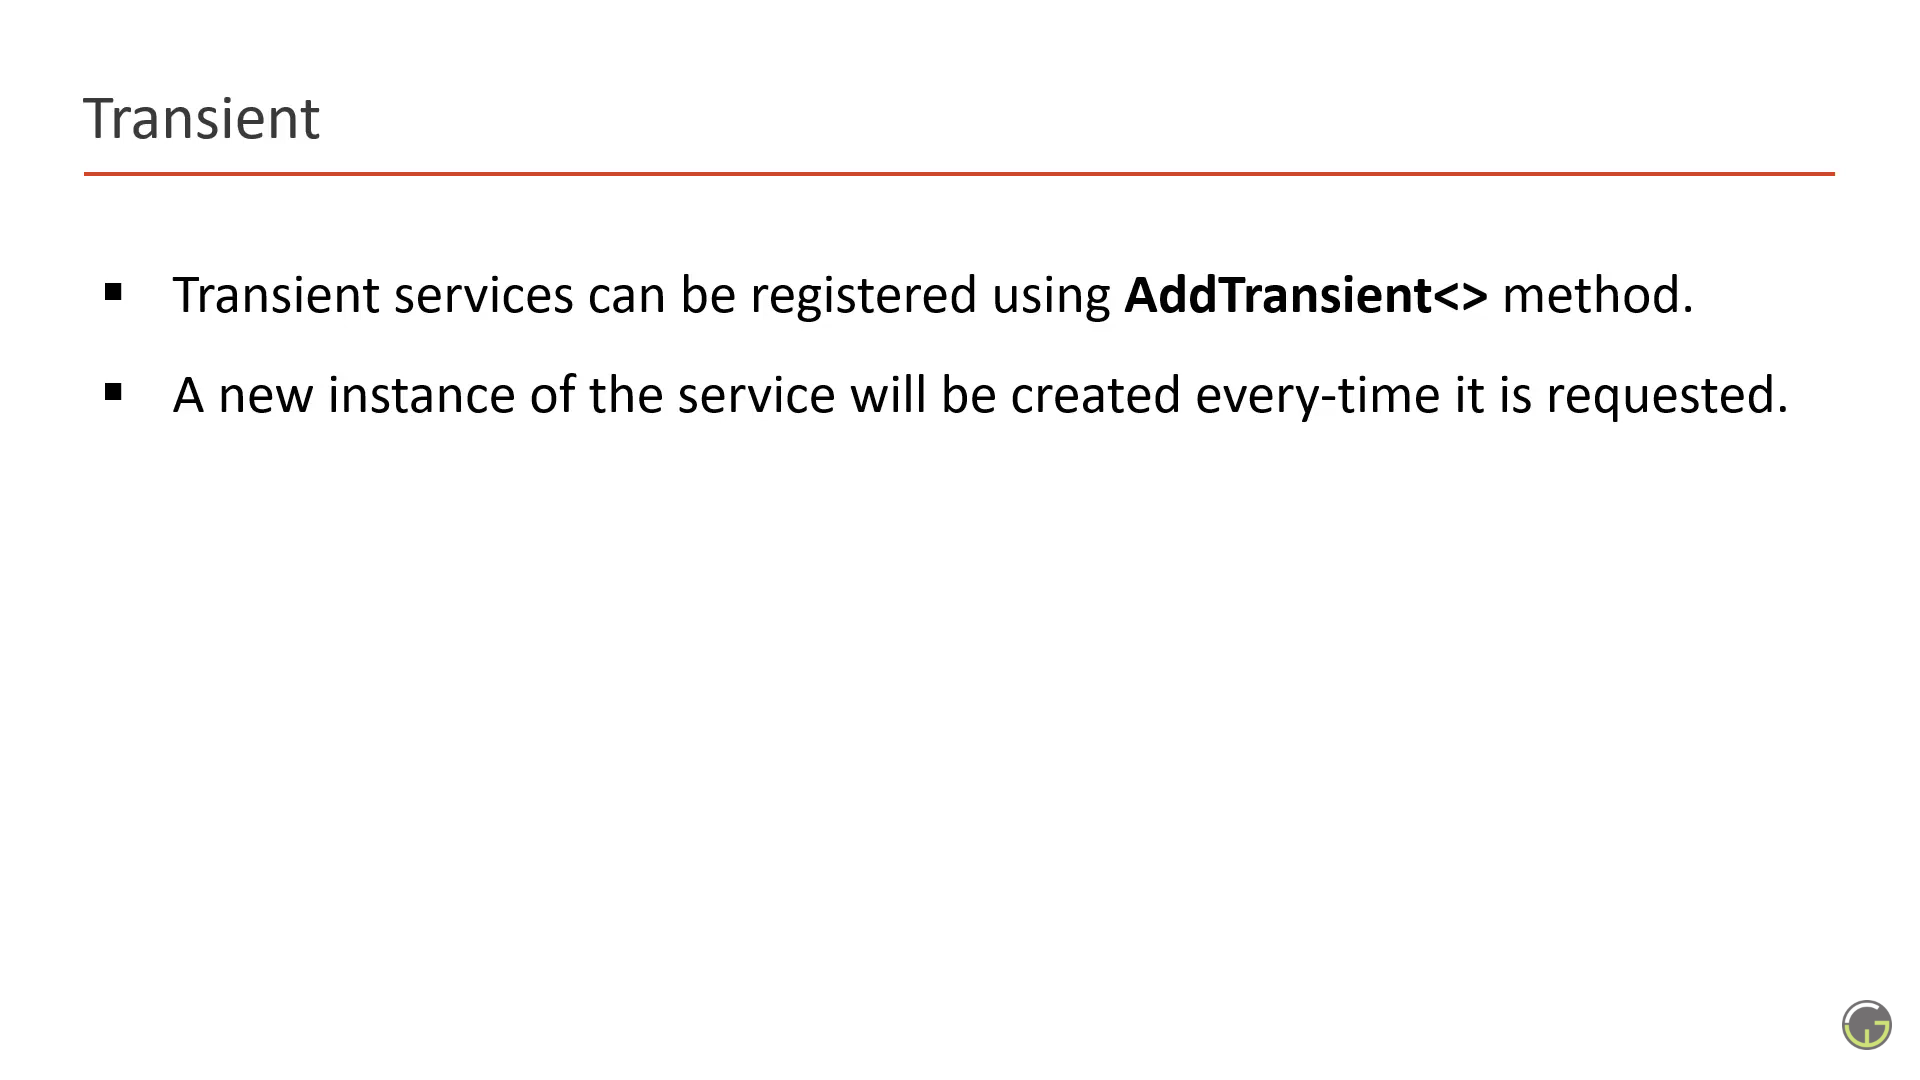 Transient
▪ Transient services can be registered using AddTransient<> method.
▪ A new instance of the service will be created every-time it is requested.